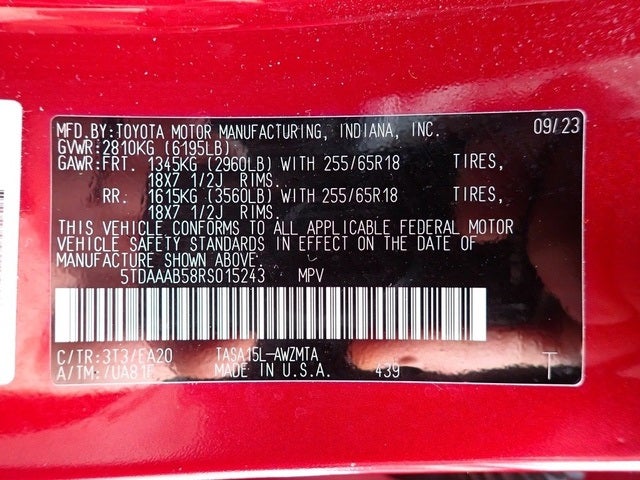 MFD.BY:TOYOTA MOTOR MANUFACTURING, INDIANA, INC. 09/23
GVWR:2810KG (6195LB)
GAWR:FRT. 1345KG (2960LB) WITH 255/65R18 TIRES,
18X7 1/2J RIMS.
RR. 1615KG (3560LB) WITH 255/65R18 TIRES,
18X7 1/2J RIMS.
THIS VEHICLE CONFORMS TO ALL APPLICABLE FEDERAL MOTOR
VEHICLE SAFETY STANDARDS IN EFFECT ON THE DATE OF
MANUFACTURE SHOWN ABOVE.
5TDAAAB58RS015243 MPV
C/TR:3T3/EA20 TASA15L-AWZMTA T
A/TM:/UA81F MADE IN U.S.A. 439